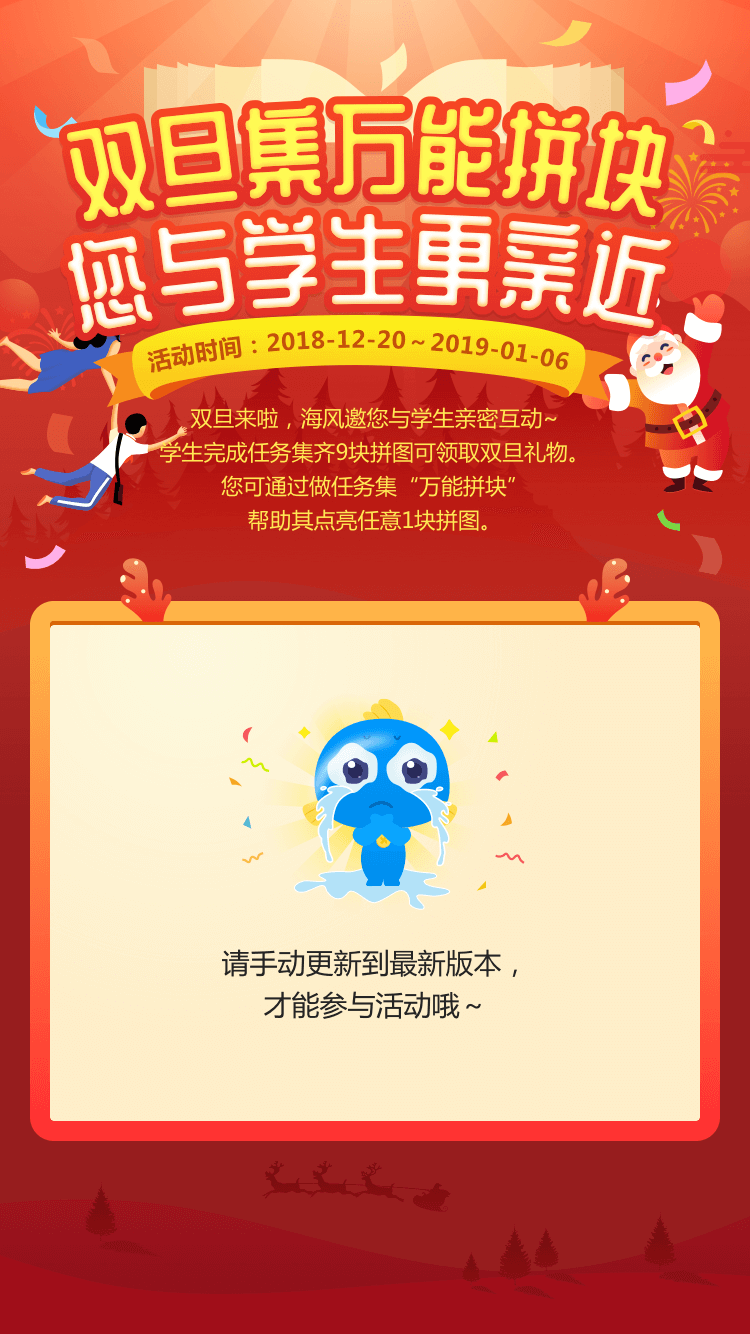 双旦集万能拼块
您与学生更亲近
活动时间：2018-12-20～2019-01-06
双旦来啦，海风邀您与学生亲密互动~
学生完成任务集齐9块拼图可领取双旦礼物。
您可通过做任务集“万能拼块”
帮助其点亮任意1块拼图。
请手动更新到最新版本，
才能参与活动哦～